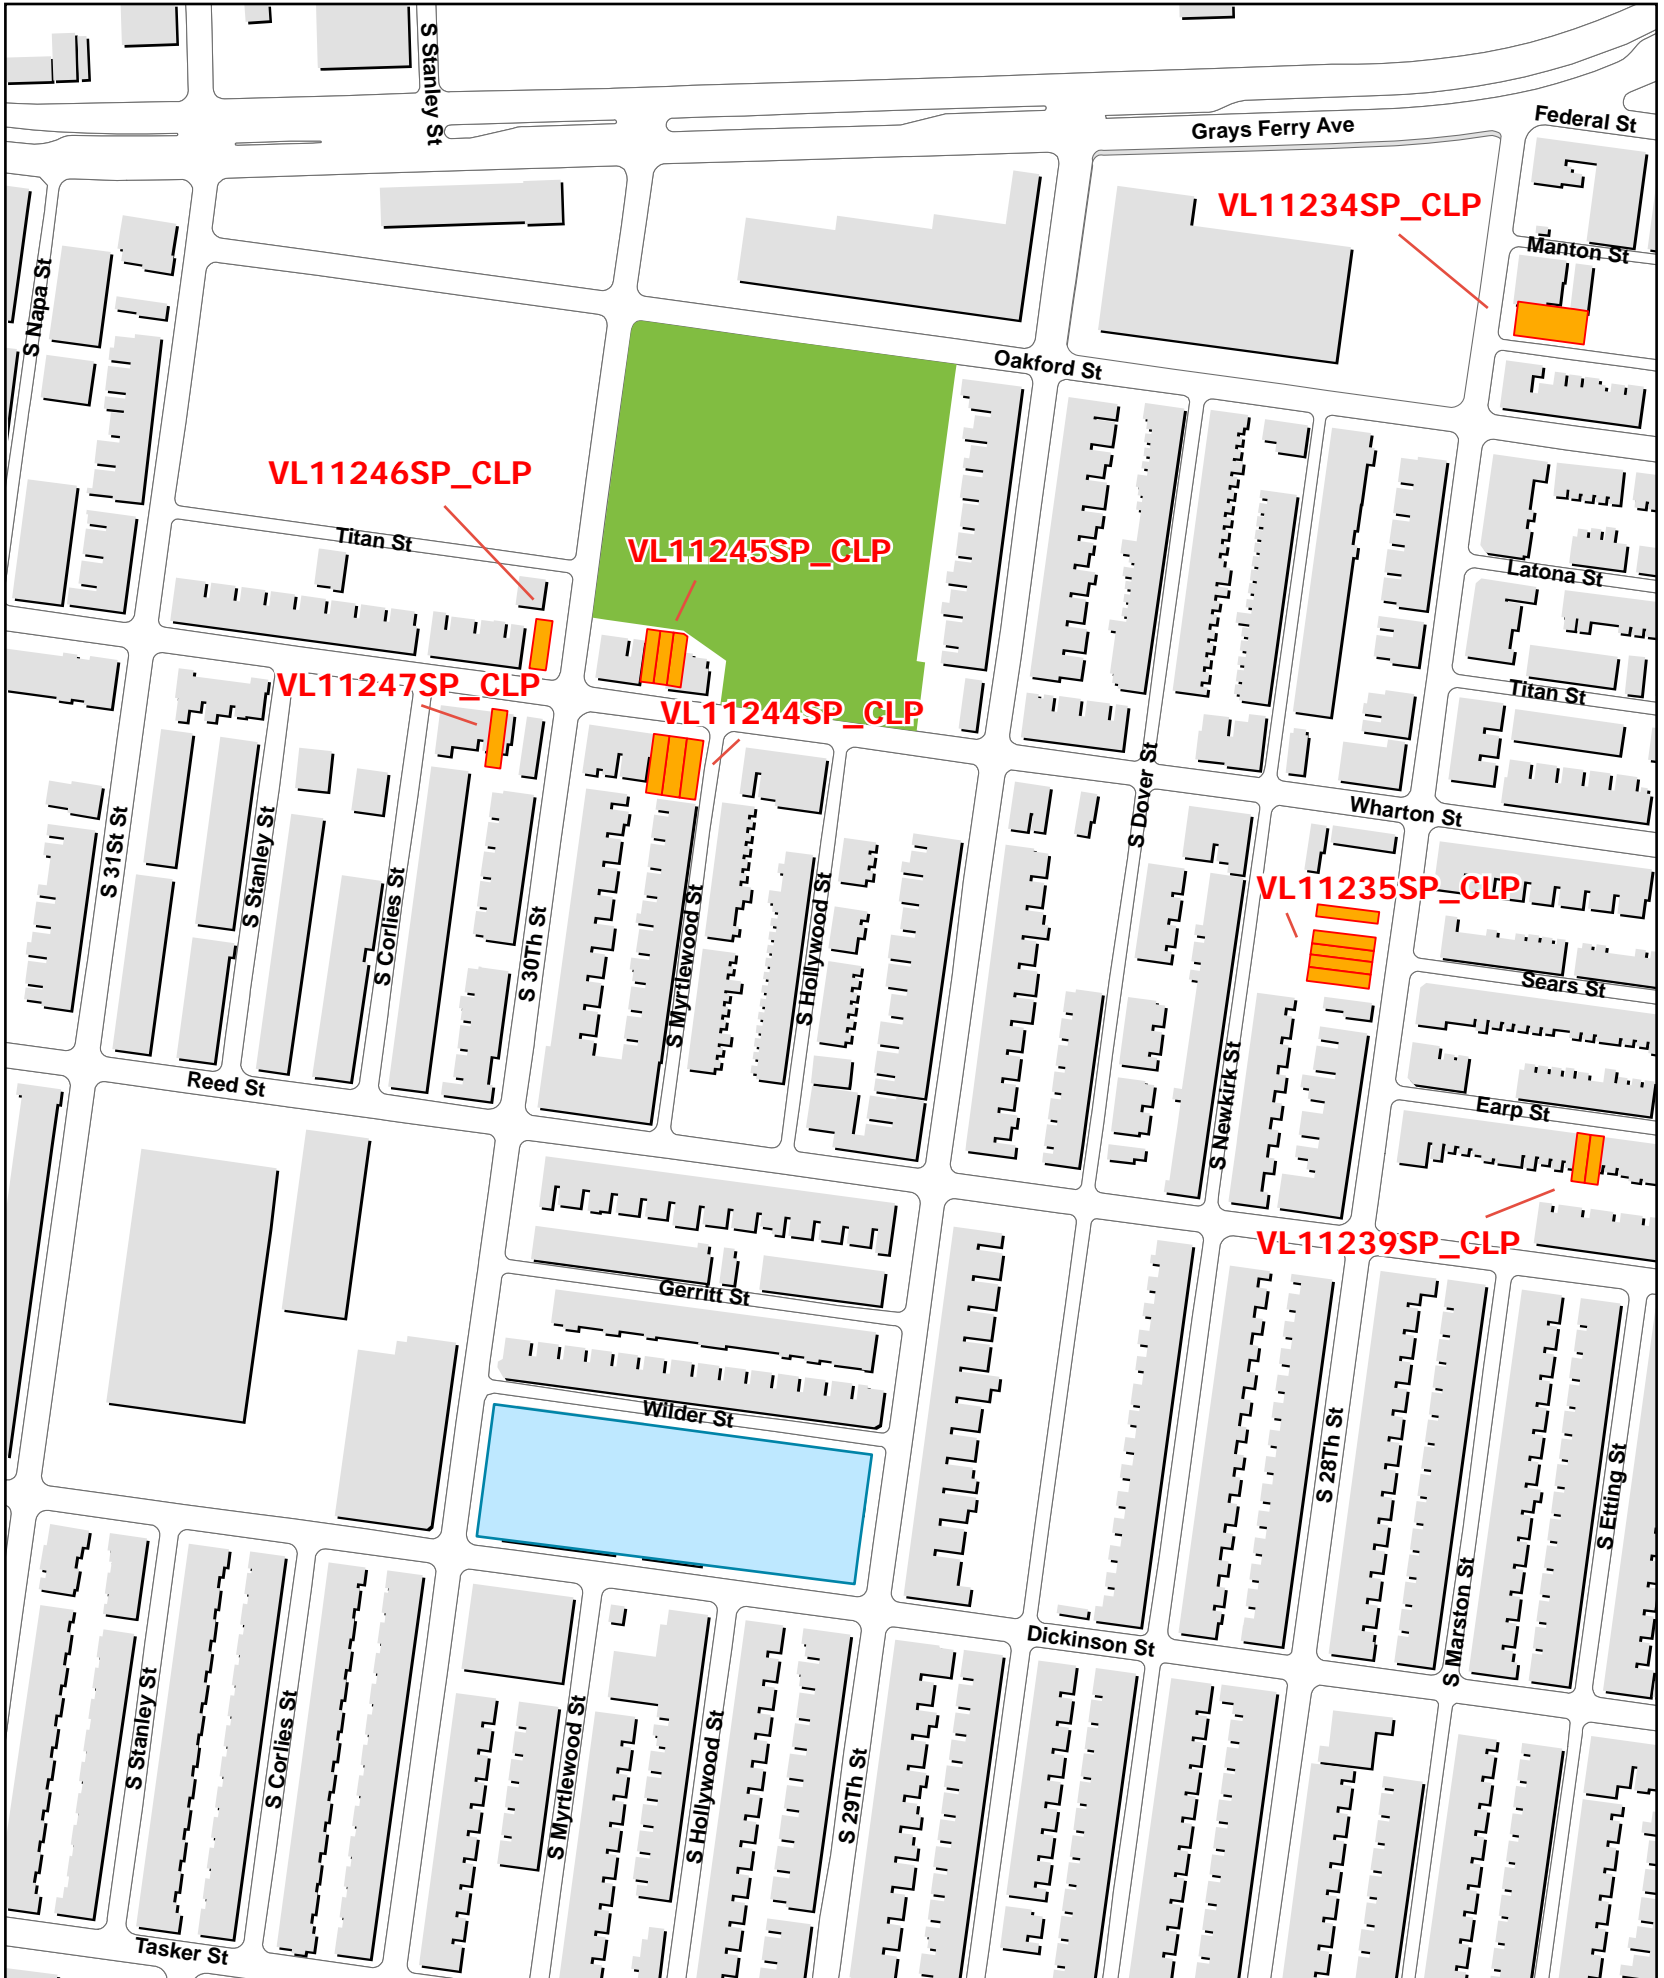 S Stanley St
Federal St
Grays Ferry Ave
VL11234SP_CLP
Manton St
S Napa St
Oakford St
VL11246SP_CLP
Titan St
VL11245SP_CLP
Latona St
VL11247SP_CLP
Titan St
VL11244SP_CLP
S Dover St
Wharton St
S 31St St
S Stanley St
S Corlies St
S 30Th St
S Myrtlewood St
S Hollywood St
VL11235SP_CLP
Sears St
S Newkirk St
Reed St
Earp St
VL11239SP_CLP
Gerritt St
Wilder St
S 28Th St
S Etting St
S Marston St
Dickinson St
S Stanley St
S Corlies St
S Myrtlewood St
S Hollywood St
S 29Th St
Tasker St